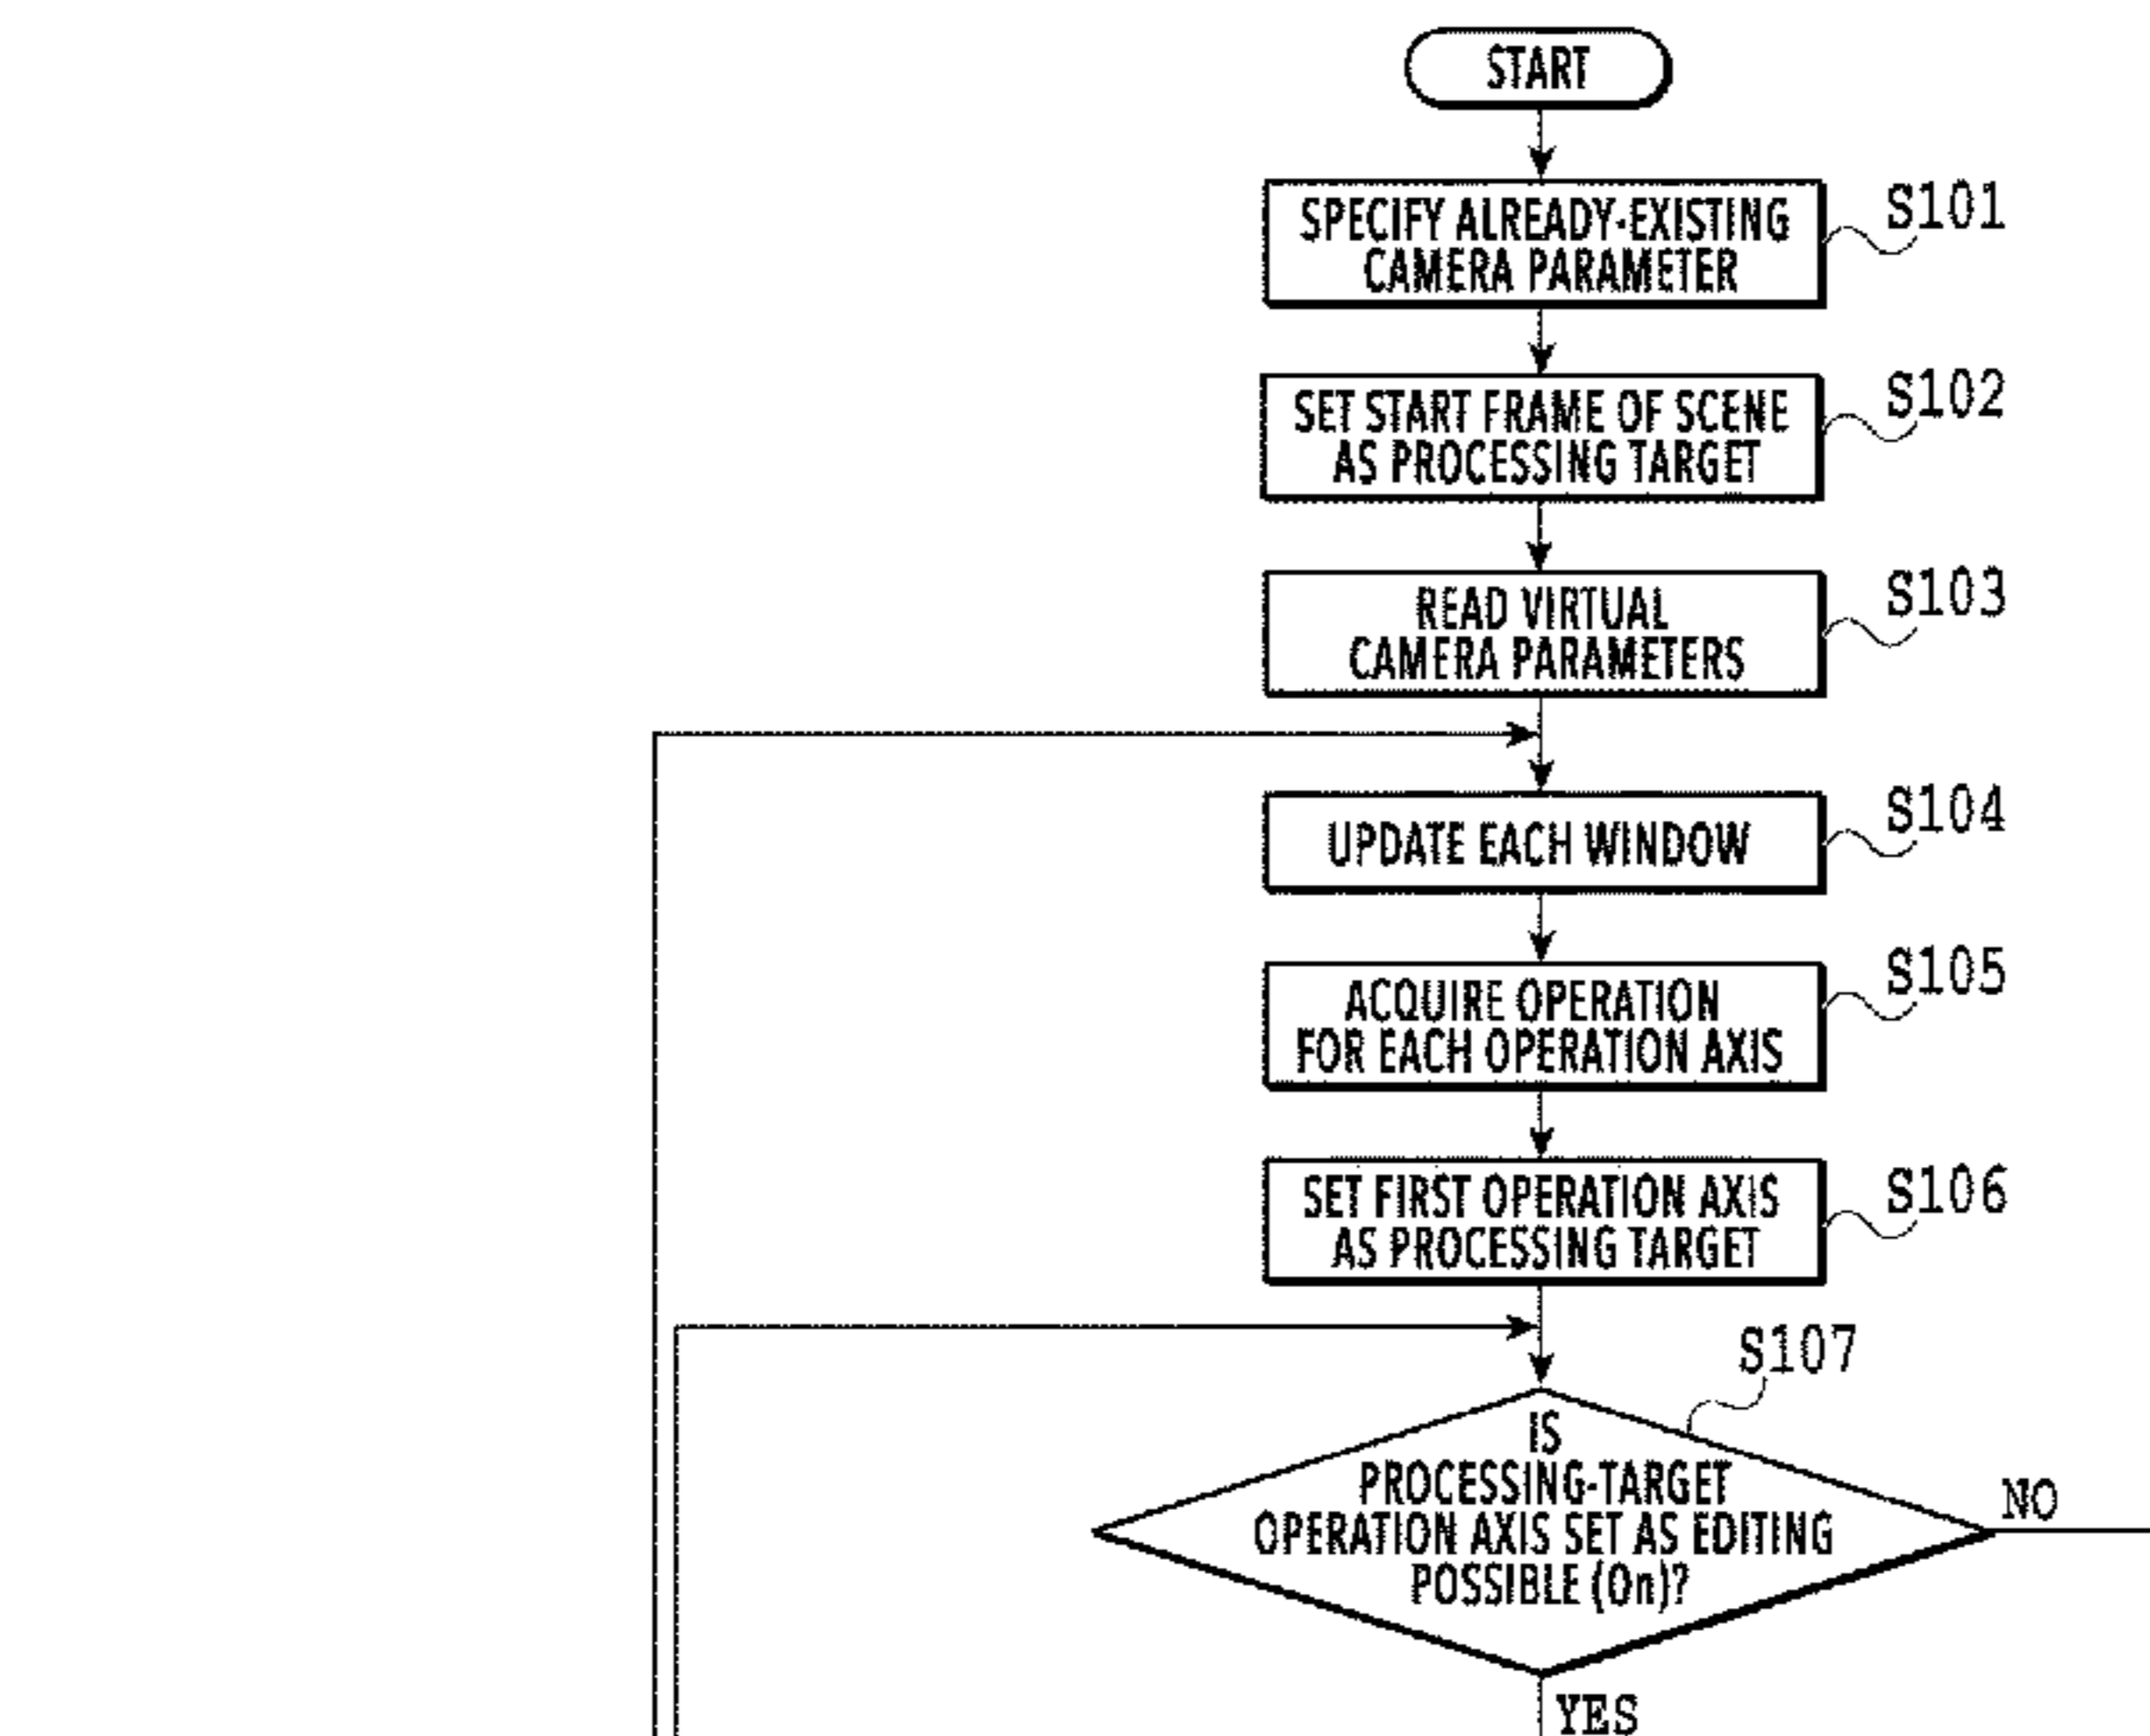 START
SPECIFY ALREADY-EXISTING
CAMERA PARAMETER
S101
SET START FRAME OF SCENE
AS PROCESSING TARGET
S102
READ VIRTUAL
CAMERA PARAMETERS
S103
UPDATE EACH WINDOW
S104
ACQUIRE OPERATION
FOR EACH OPERATION AXIS
S105
SET FIRST OPERATION AXIS
AS PROCESSING TARGET
S106
S107
IS
PROCESSING-TARGET
OPERATION AXIS SET AS EDITING
POSSIBLE (On)?
NO
YES